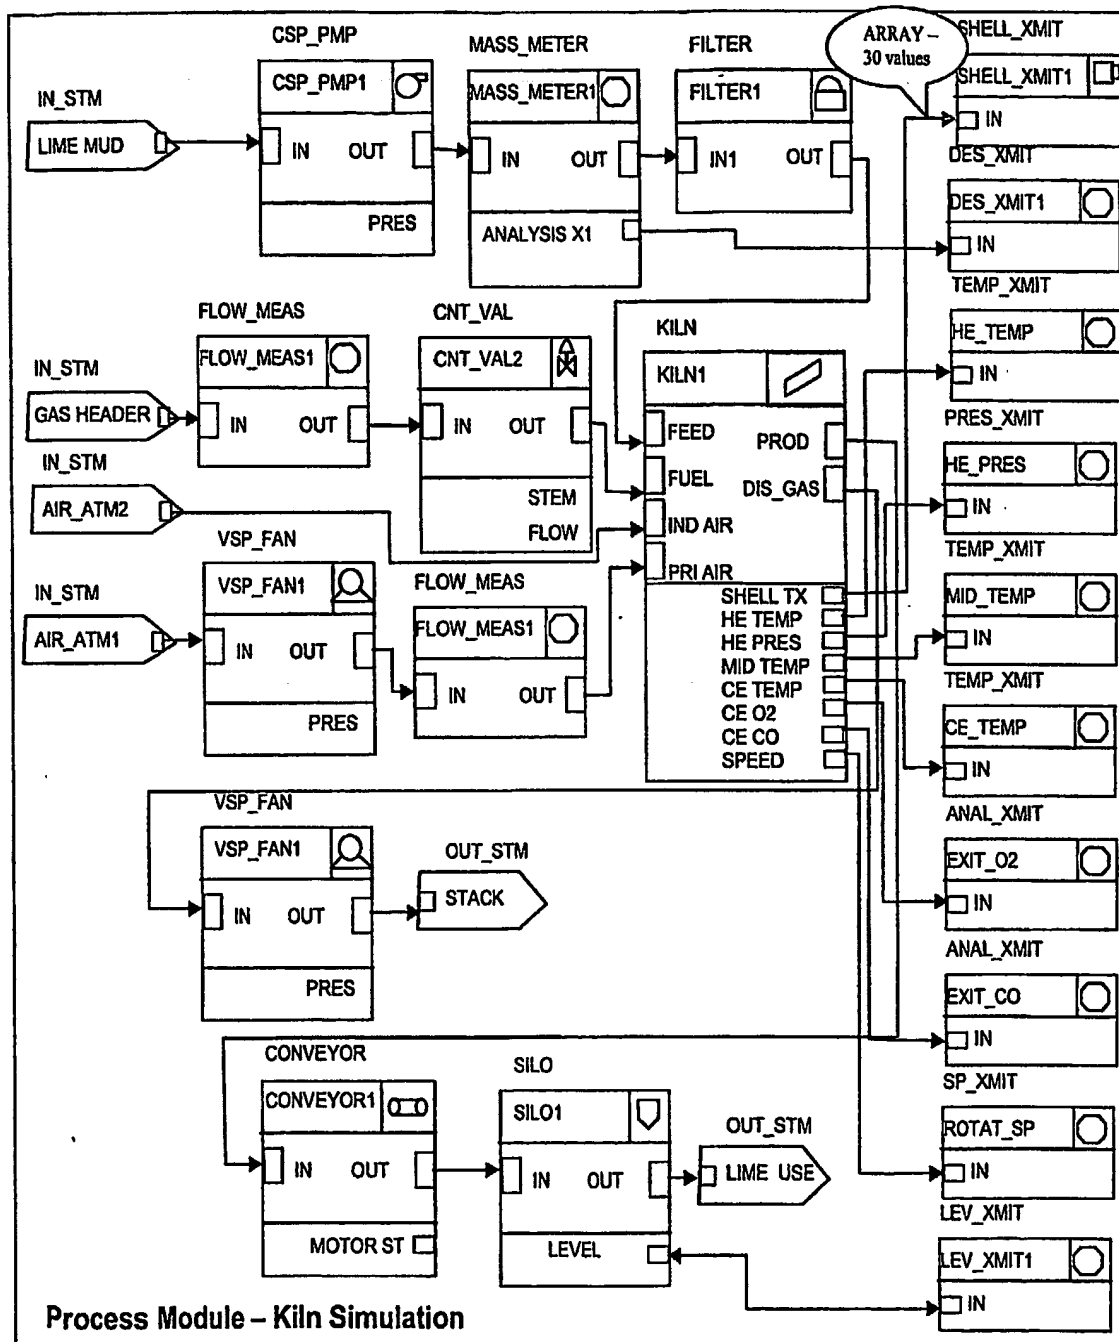 CSP_PMP
CSP_PMP1
IN OUT
PRES
MASS_METER
MASS_METER1
IN OUT
ANALYSIS X1
FILTER
FILTER1
IN1 OUT
ARRAY –
30 values
IN_STM
LIME MUD
SHELL_XMIT
SHELL_XMIT1
IN
DES_XMIT
DES_XMIT1
IN
TEMP_XMIT
HE_TEMP
IN
PRES_XMIT
HE_PRES
IN
TEMP_XMIT
MID_TEMP
IN
TEMP_XMIT
CE_TEMP
IN
ANAL_XMIT
EXIT_O2
IN
ANAL_XMIT
EXIT_CO
IN
SP_XMIT
ROTAT_SP
IN
LEV_XMIT
LEV_XMIT1
IN
FLOW_MEAS
FLOW_MEAS1
IN OUT
CNT_VAL
CNT_VAL2
IN OUT
STEM
FLOW
IN_STM
GAS HEADER
IN_STM
AIR_ATM2
KILN
KILN1
FEED
FUEL
IND AIR
PRI AIR
PROD
DIS_GAS
SHELL TX
HE TEMP
HE PRES
MID TEMP
CE TEMP
CE O2
CE CO
SPEED
VSP_FAN
VSP_FAN1
IN OUT
PRES
IN_STM
AIR_ATM1
FLOW_MEAS
FLOW_MEAS1
IN OUT
VSP_FAN
VSP_FAN1
IN OUT
PRES
OUT_STM
STACK
CONVEYOR
CONVEYOR1
IN OUT
MOTOR ST
SILO
SILO1
IN OUT
LEVEL
OUT_STM
LIME USE
Process Module – Kiln Simulation